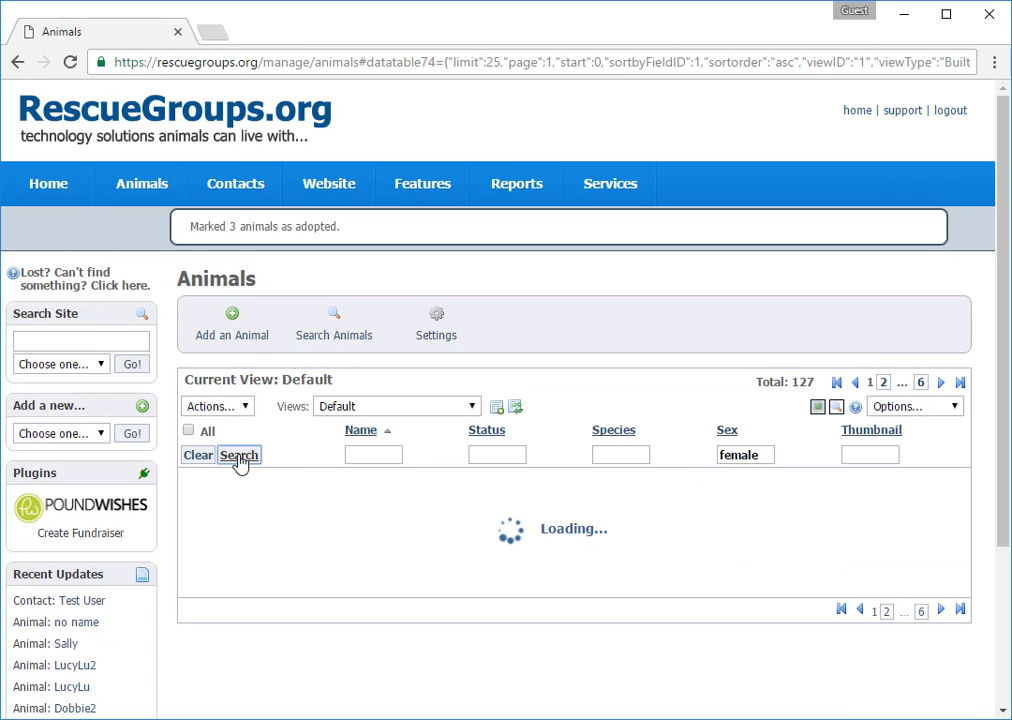 Guest
Animals
https://rescuegroups.org/manage/animals#datatable74={"limit":25,"page":1,"start":0,"sortbyFieldID":1,"sortorder":"asc","viewID":"1","viewType":"Built
RescueGroups.org
technology solutions animals can live with...
home | support | logout
Home Animals Contacts Website Features Reports Services
Marked 3 animals as adopted.
Lost? Can't find
something? Click here.
Search Site
Choose one... Go!
Add a new...
Choose one... Go!
Plugins
POUNDWISHES
Create Fundraiser
Recent Updates
Contact: Test User
Animal: no name
Animal: Sally
Animal: LucyLu2
Animal: LucyLu
Animal: Dobbie2
Animals
Add an Animal Search Animals Settings
Current View: Default Total: 127 1 2 ... 6
Actions... Views: Default Options...
All Name Status Species Sex Thumbnail
Clear Search female
Loading...
1 2 ... 6